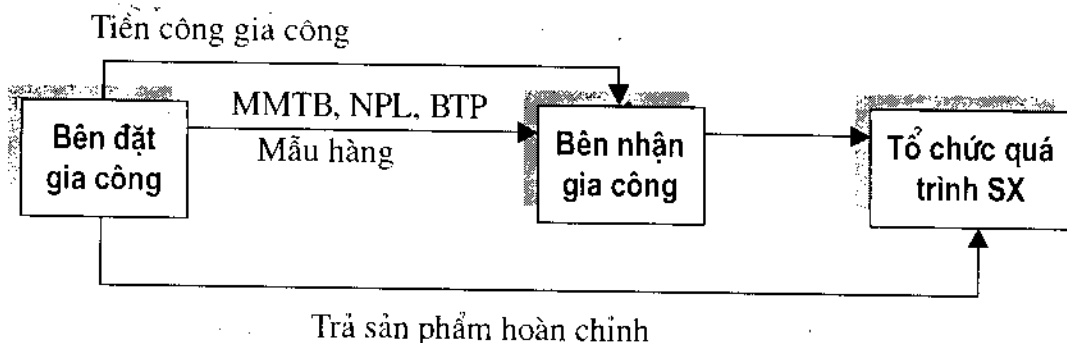 Tiền công gia công
MMTB, NPL, BTP
Mẫu hàng
Bên đặt
gia công
Bên nhận
gia công
Tổ chức quá
trình SX
Trả sản phẩm hoàn chỉnh